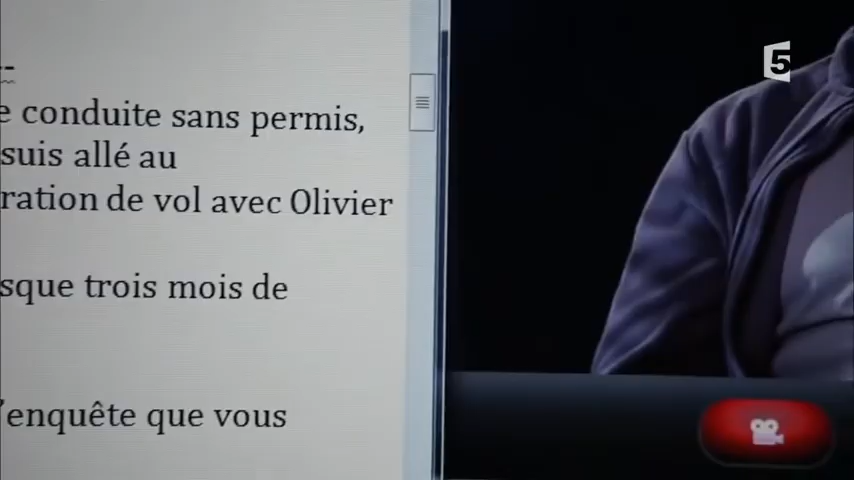 --
e conduite sans permis,
suis allé au
ration de vol avec Olivier
sque trois mois de
'enquête que vous
5